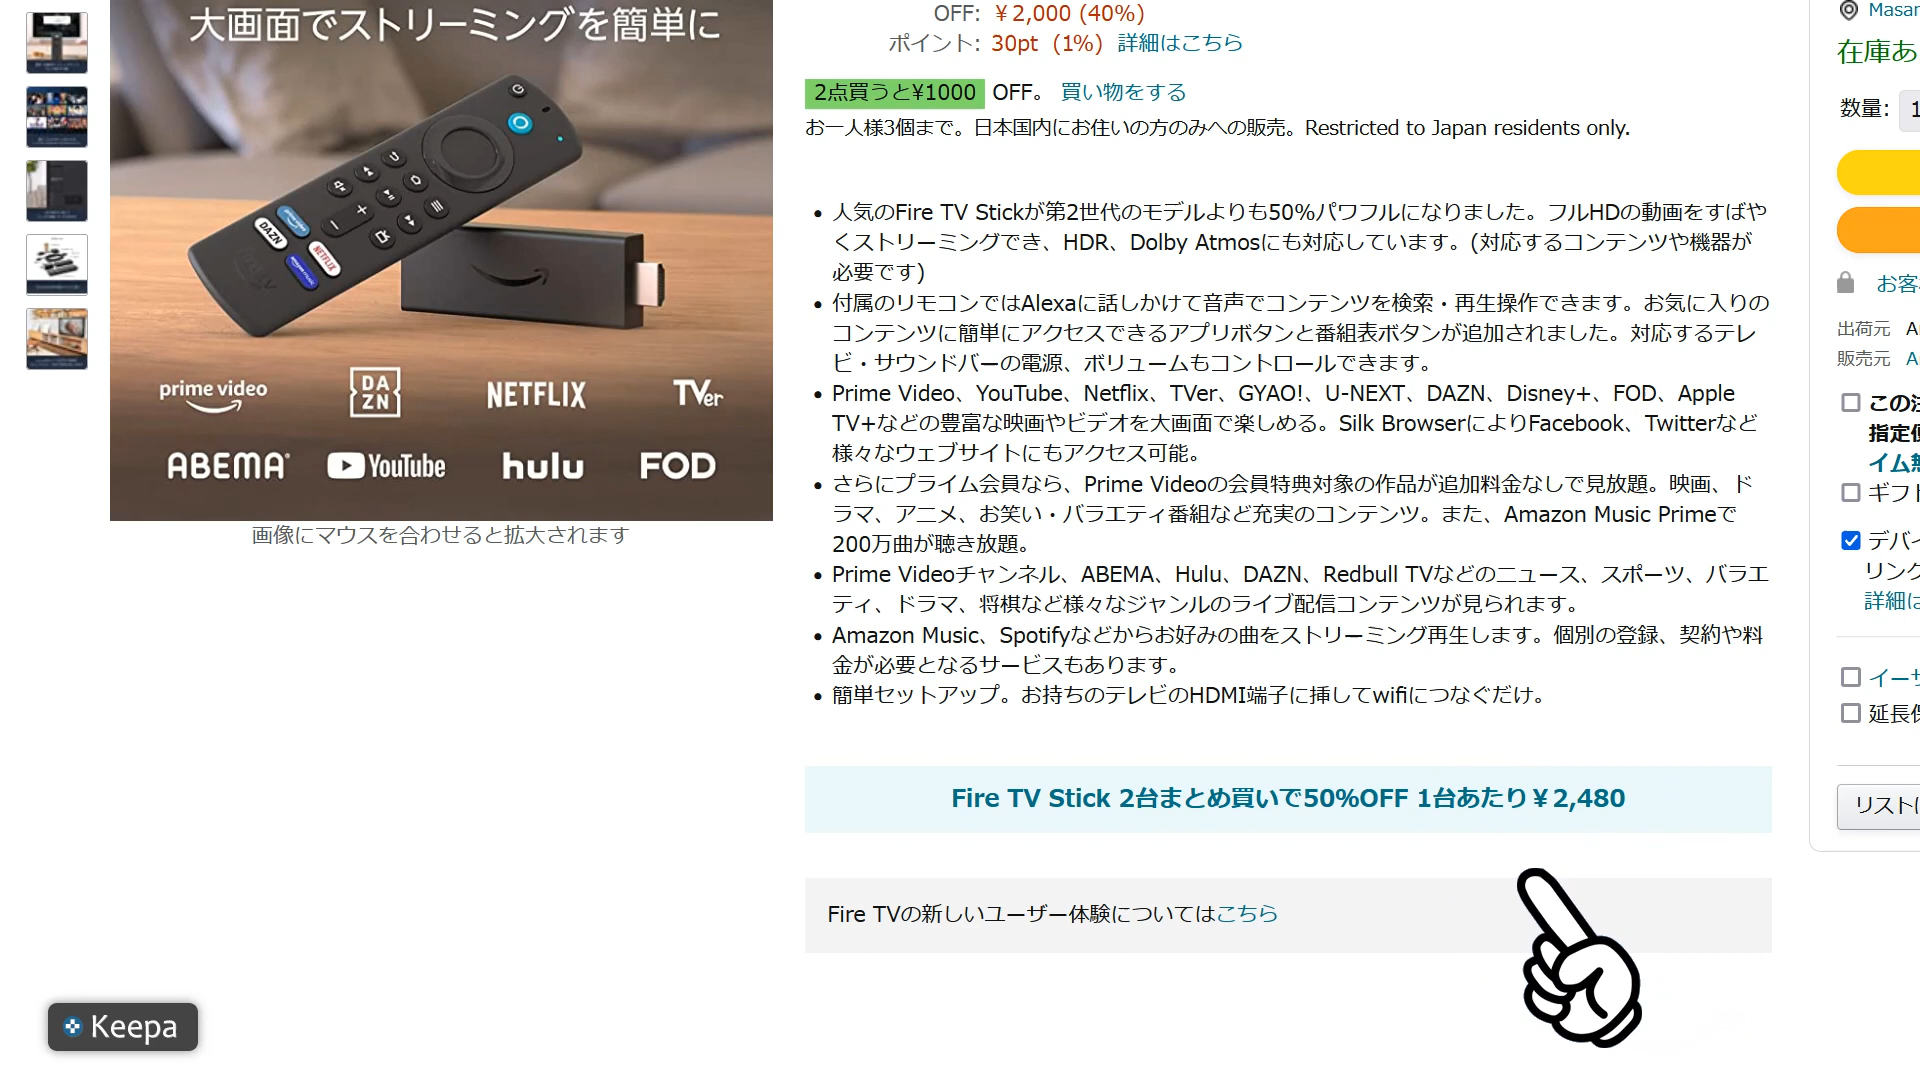 大画面でストリーミングを簡単に
DAZN
NETFLIX
prime video
DAZN
NETFLIX
TVer
ABEMA
YouTube
hulu
FOD
画像にマウスを合わせると拡大されます
OFF: ￥2,000 (40%)
ポイント: 30pt (1%) 詳細はこちら
2点買うと¥1000 OFF。 買い物をする
お一人様3個まで。日本国内にお住いの方のみへの販売。Restricted to Japan residents only.
人気のFire TV Stickが第2世代のモデルよりも50%パワフルになりました。フルHDの動画をすばや
くストリーミングでき、HDR、Dolby Atmosにも対応しています。(対応するコンテンツや機器が
必要です)
付属のリモコンではAlexaに話しかけて音声でコンテンツを検索・再生操作できます。お気に入りの
コンテンツに簡単にアクセスできるアプリボタンと番組表ボタンが追加されました。対応するテレ
ビ・サウンドバーの電源、ボリュームもコントロールできます。
Prime Video、YouTube、Netflix、TVer、GYAO!、U-NEXT、DAZN、Disney+、FOD、Apple
TV+などの豊富な映画やビデオを大画面で楽しめる。Silk BrowserによりFacebook、Twitterなど
様々なウェブサイトにもアクセス可能。
さらにプライム会員なら、Prime Videoの会員特典対象の作品が追加料金なしで見放題。映画、ド
ラマ、アニメ、お笑い・バラエティ番組など充実のコンテンツ。また、Amazon Music Primeで
200万曲が聴き放題。
Prime Videoチャンネル、ABEMA、Hulu、DAZN、Redbull TVなどのニュース、スポーツ、バラエ
ティ、ドラマ、将棋など様々なジャンルのライブ配信コンテンツが見られます。
Amazon Music、Spotifyなどからお好みの曲をストリーミング再生します。個別の登録、契約や料
金が必要となるサービスもあります。
簡単セットアップ。お持ちのテレビのHDMI端子に挿してwifiにつなぐだけ。
Fire TV Stick 2台まとめ買いで50%OFF 1台あたり￥2,480
Fire TVの新しいユーザー体験についてはこちら
Masar
在庫あ
数量: 1
お客
出荷元 A
販売元 A
この注
指定便
イム無
ギフト
デバイ
リンク
詳細は
イーサ
延長保
リストに
Keepa